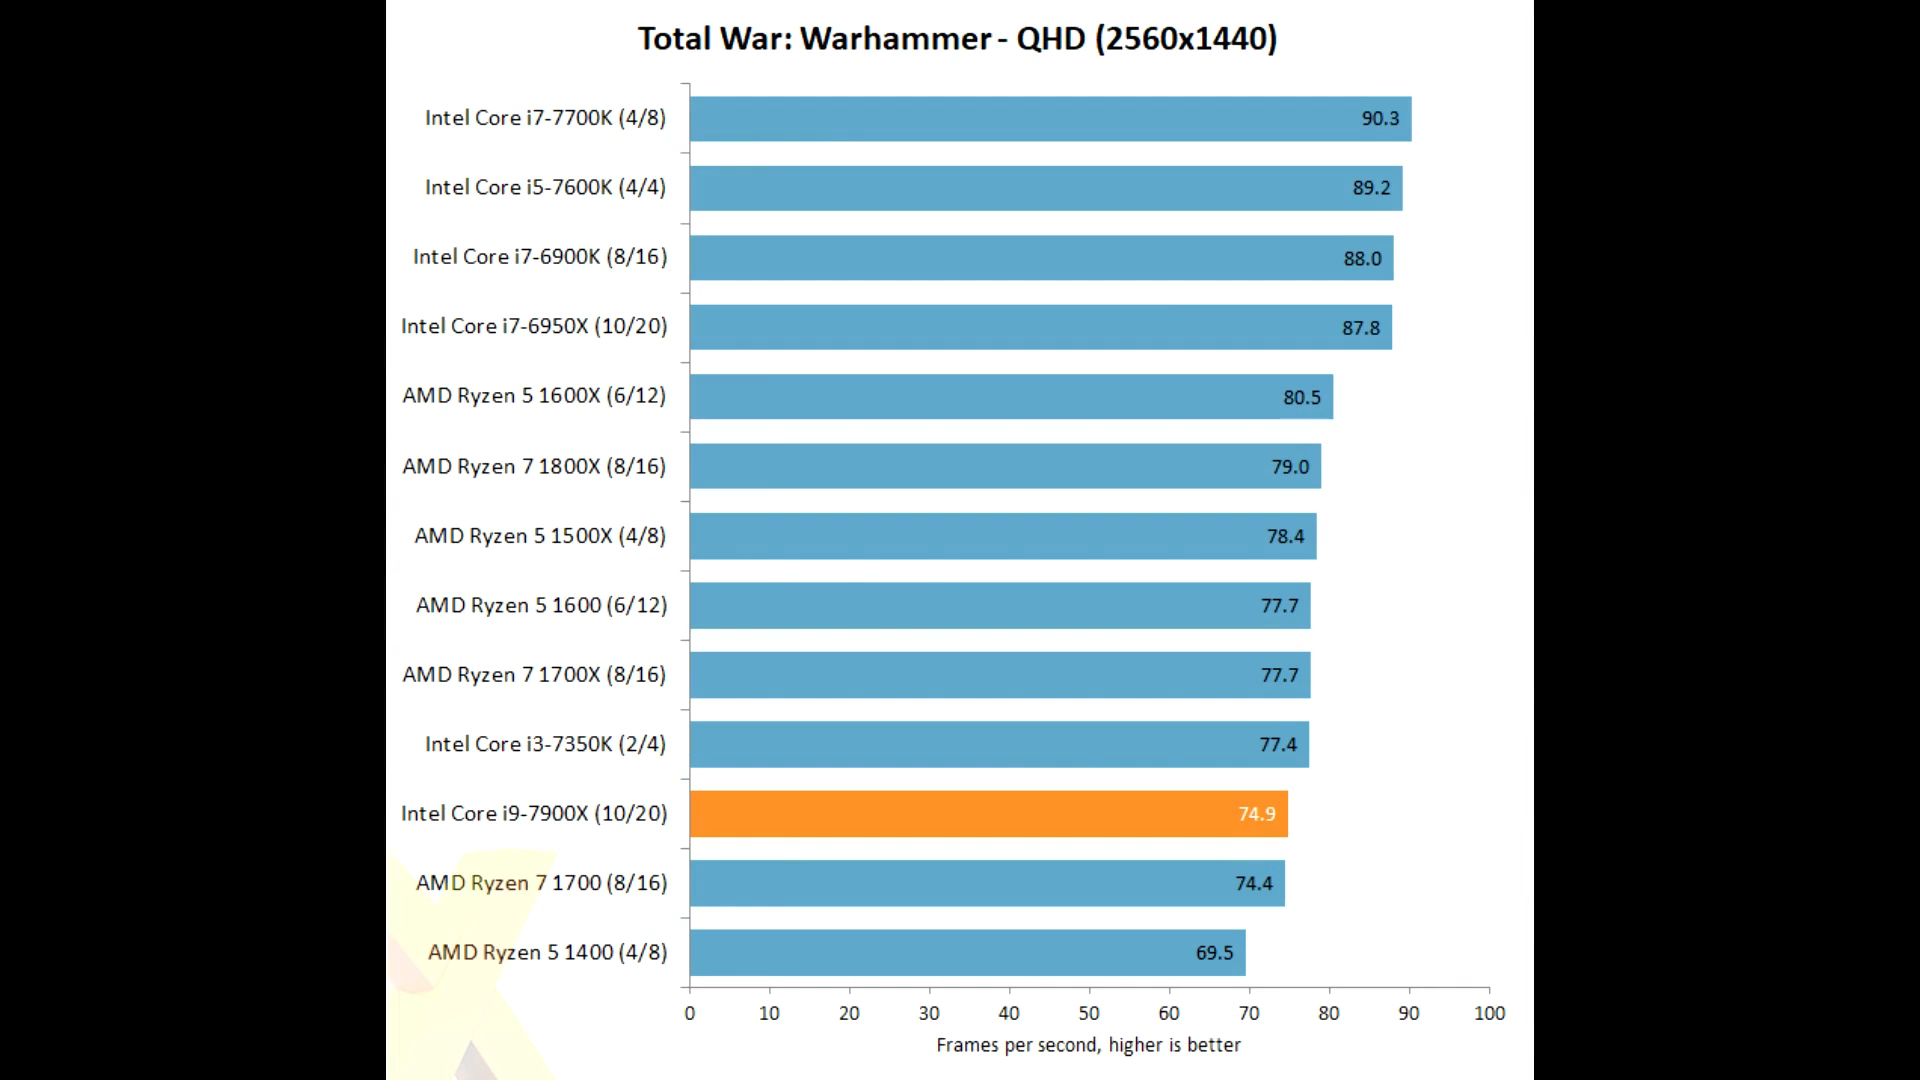 Total War: Warhammer - QHD (2560x1440)
Intel Core i7-7700K (4/8) 90.3
Intel Core i5-7600K (4/4) 89.2
Intel Core i7-6900K (8/16) 88.0
Intel Core i7-6950X (10/20) 87.8
AMD Ryzen 5 1600X (6/12) 80.5
AMD Ryzen 7 1800X (8/16) 79.0
AMD Ryzen 5 1500X (4/8) 78.4
AMD Ryzen 5 1600 (6/12) 77.7
AMD Ryzen 7 1700X (8/16) 77.7
Intel Core i3-7350K (2/4) 77.4
Intel Core i9-7900X (10/20) 74.9
AMD Ryzen 7 1700 (8/16) 74.4
AMD Ryzen 5 1400 (4/8) 69.5
0 10 20 30 40 50 60 70 80 90 100
Frames per second, higher is better